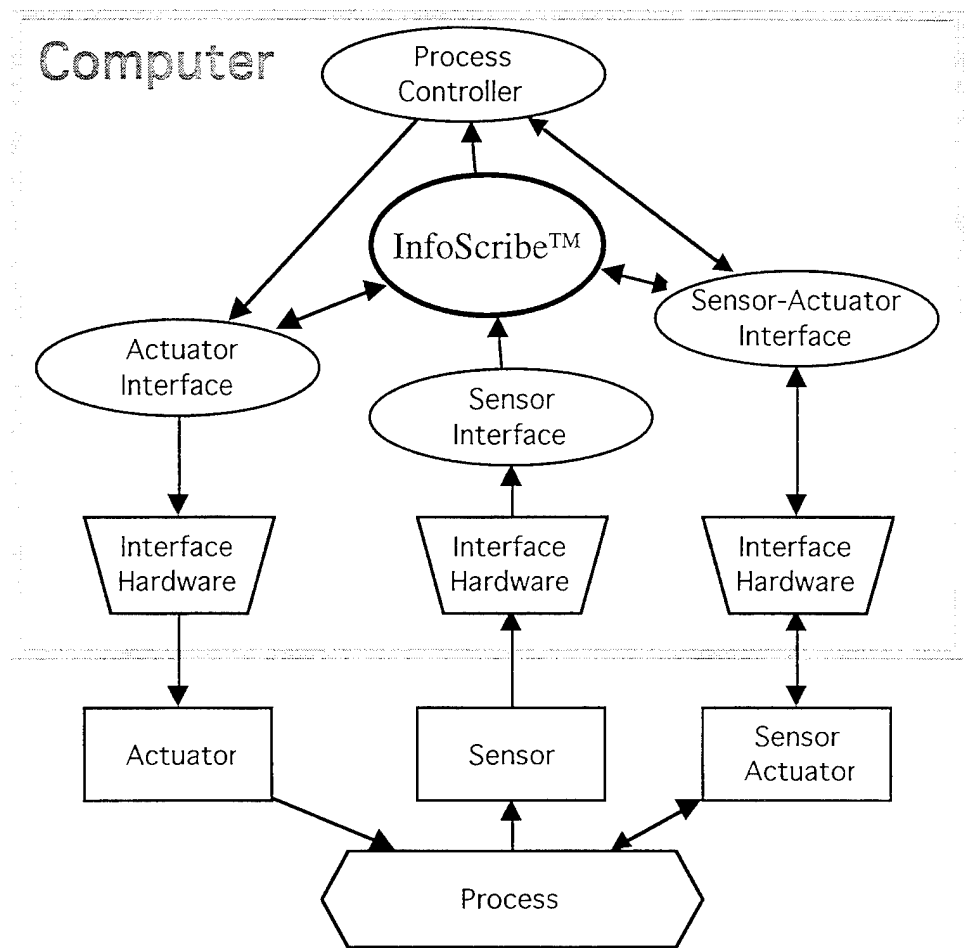 Computer
Process
Controller
InfoScribe™
Sensor-Actuator
Interface
Actuator
Interface
Sensor
Interface
Interface
Hardware
Interface
Hardware
Interface
Hardware
Actuator
Sensor
Sensor
Actuator
Process